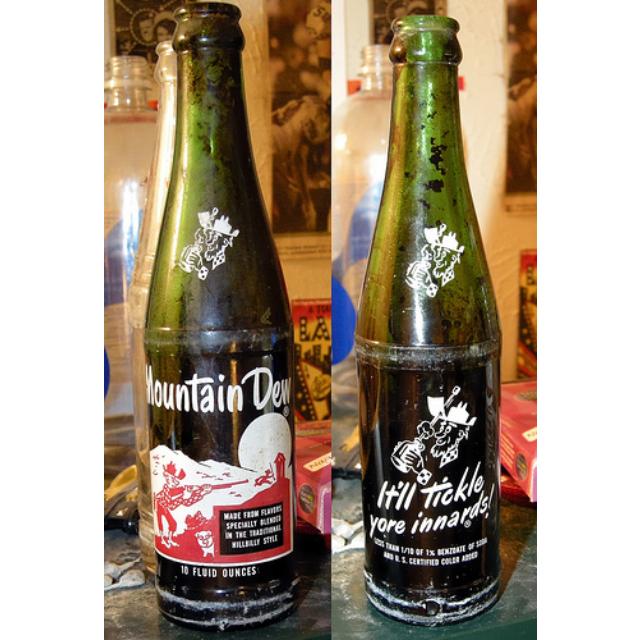 Mountain Dew®
MADE FROM FLAVORS
SPECIALLY BLENDED
IN THE TRADITIONAL
HILLBILLY STYLE
10 FLUID OUNCES
It'll Tickle
yore innards!®
LESS THAN 1/10 OF 1% BENZOATE OF SODA
AND U.S. CERTIFIED COLOR ADDED
LA